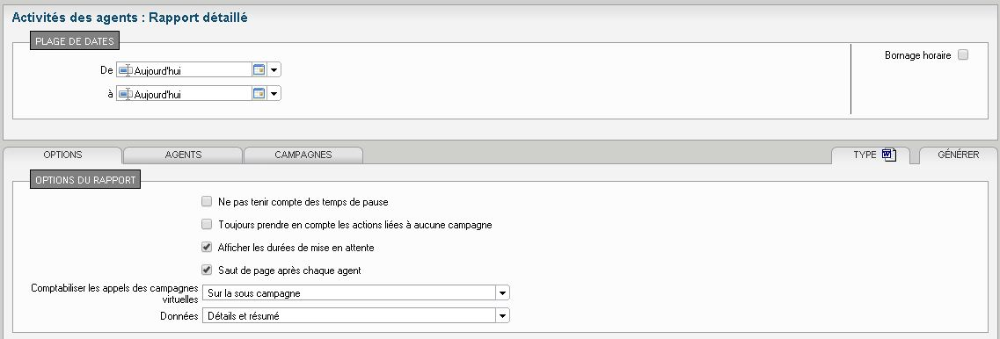 Activités des agents : Rapport détaillé
PLAGE DE DATES
De Aujourd'hui
à Aujourd'hui
Bornage horaire
OPTIONS AGENTS CAMPAGNES TYPE GÉNÉRER
OPTIONS DU RAPPORT
Ne pas tenir compte des temps de pause
Toujours prendre en compte les actions liées à aucune campagne
Afficher les durées de mise en attente
Saut de page après chaque agent
Comptabiliser les appels des campagnes
virtuelles
Sur la sous campagne
Données Détails et résumé